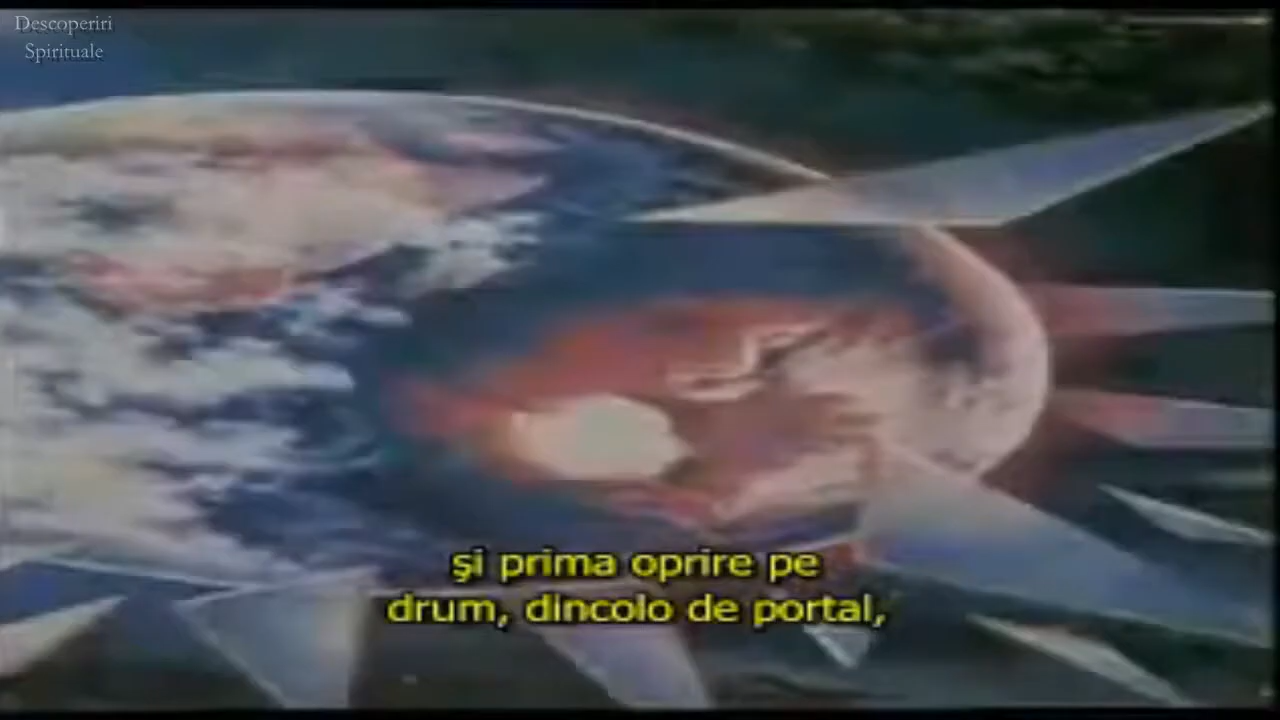 Descoperiri
Spirituale
şi prima oprire pe
drum, dincolo de portal,